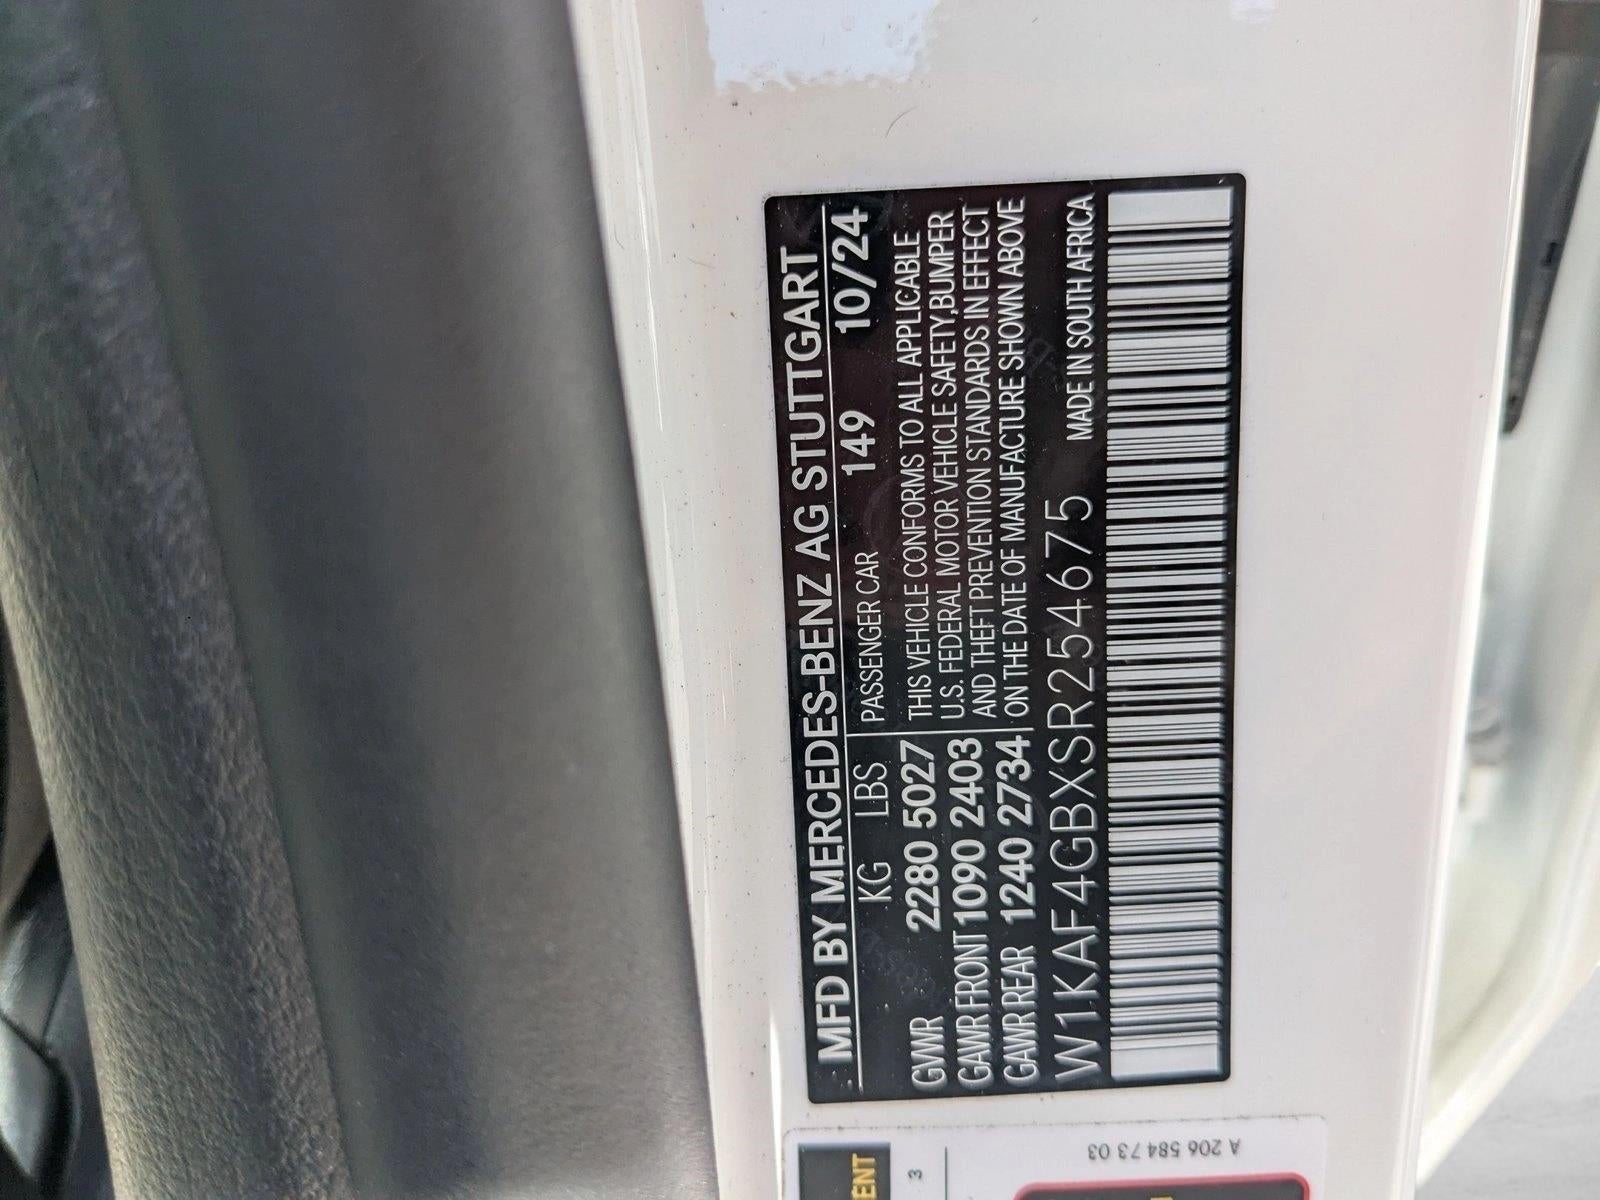 MFD BY MERCEDES-BENZ AG STUTTGART
KG LBS PASSENGER CAR 149 10/24
GVWR 2280 5027
GAWR FRONT 1090 2403
GAWR REAR 1240 2734
THIS VEHICLE CONFORMS TO ALL APPLICABLE
U.S. FEDERAL MOTOR VEHICLE SAFETY,BUMPER
AND THEFT PREVENTION STANDARDS IN EFFECT
ON THE DATE OF MANUFACTURE SHOWN ABOVE
W1KAF4GBXSR254675 MADE IN SOUTH AFRICA
A 206 584 73 03
3